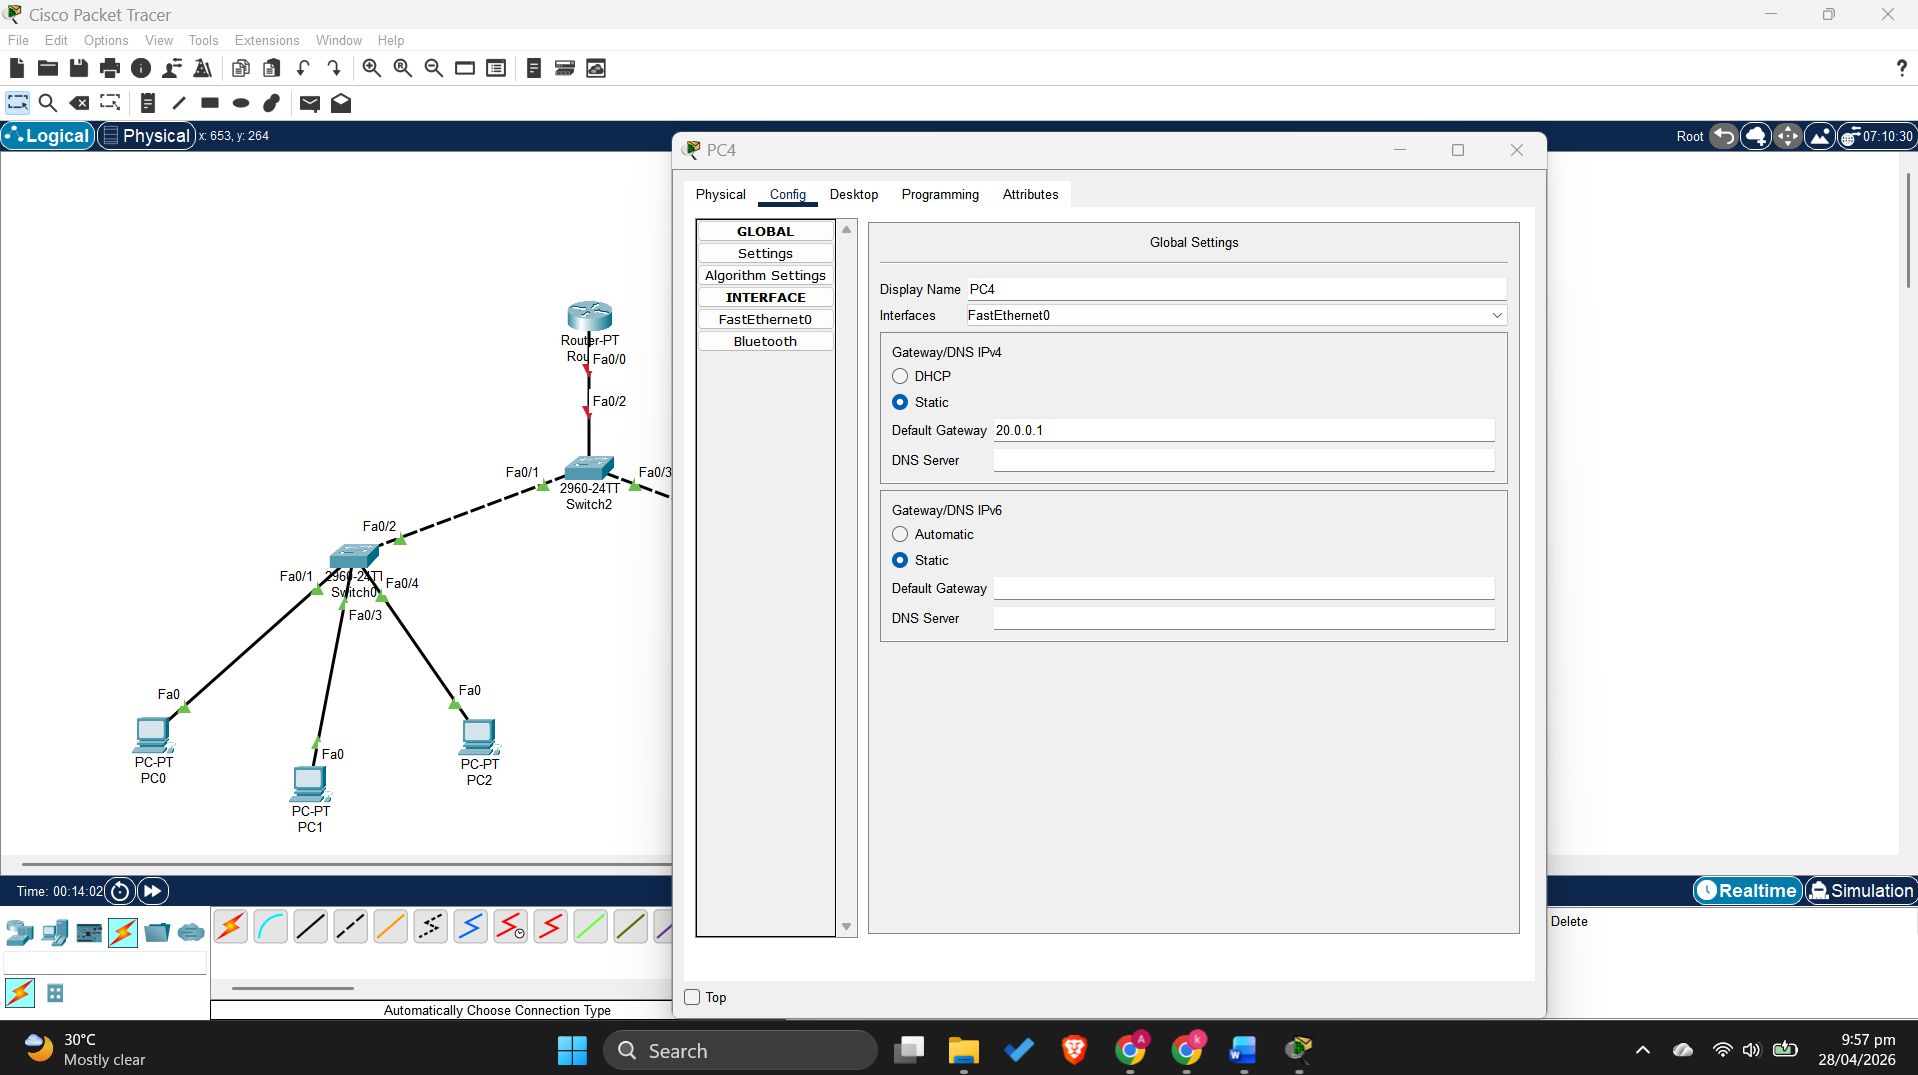 Cisco Packet Tracer
File Edit Options View Tools Extensions Window Help
?
Logical Physical x: 653, y: 264
Root 07:10:30
PC4
Physical Config Desktop Programming Attributes
GLOBAL
Settings
Algorithm Settings
INTERFACE
FastEthernet0
Bluetooth
Global Settings
Display Name PC4
Interfaces FastEthernet0
Gateway/DNS IPv4
DHCP
Static
Default Gateway 20.0.0.1
DNS Server
Gateway/DNS IPv6
Automatic
Static
Default Gateway
DNS Server
Top
Router-PT
Rou
Fa0/0
Fa0/2
Fa0/1
Fa0/3
2960-24TT
Switch2
Fa0/2
Fa0/1
2960-24TT
Switch0
Fa0/4
Fa0/3
Fa0
PC-PT
PC0
Fa0
PC-PT
PC1
Fa0
PC-PT
PC2
Time: 00:14:02
Realtime Simulation
Delete
Automatically Choose Connection Type
30°C
Mostly clear
Search
A
k
W
9:57 pm
28/04/2026